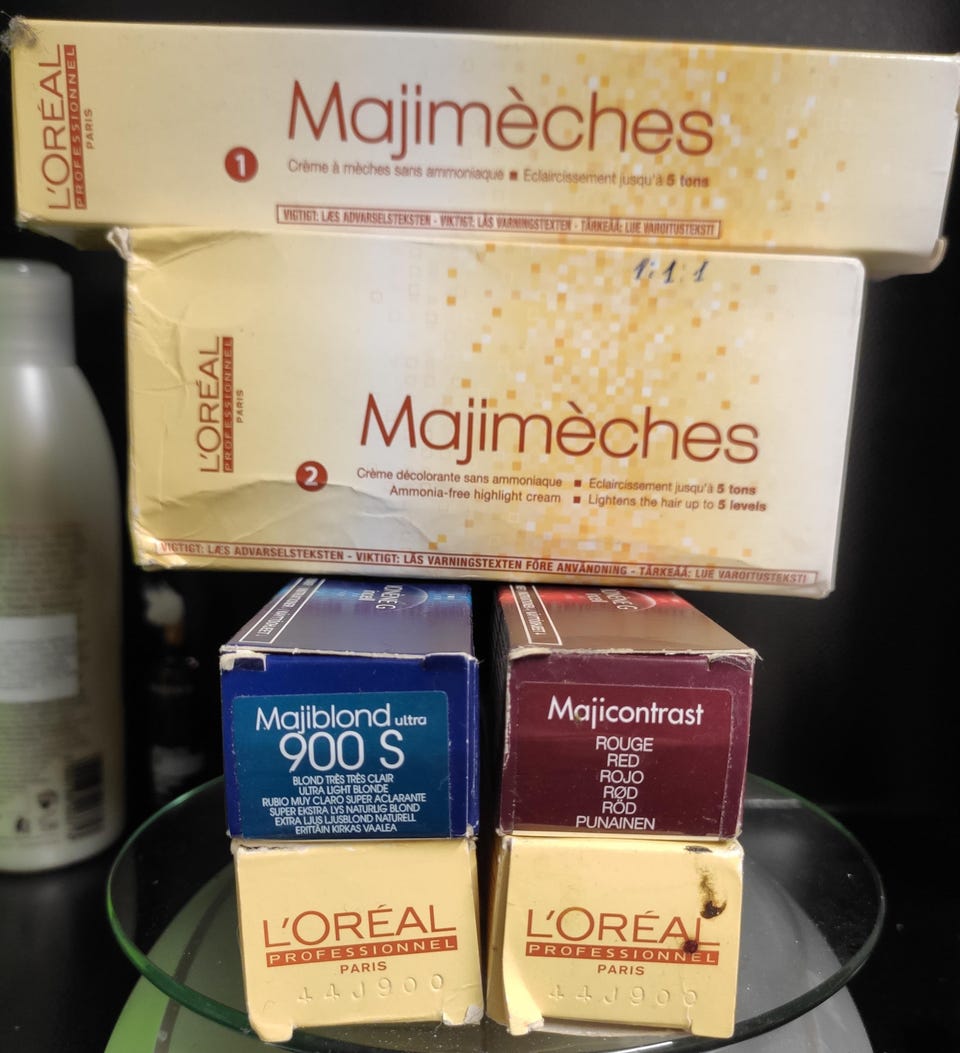 L'ORÉAL
PROFESSIONNEL
PARIS
1
Majimèches
Crème à mèches sans ammoniaque ■ Eclaircissement jusqu'à 5 tons
VIGTIGT: LÆS ADVARSELSTEKSTEN - VIKTIGT: LÄS VARNINGSTEXTEN - TÄRKEÄÄ: LUE VAROITUSTEKSTI
1:1:1
L'ORÉAL
PROFESSIONNEL
PARIS
2
Majimèches
Crème décolorante sans ammoniaque ■ Eclaircissement jusqu'à 5 tons
Ammonia-free highlight cream ■ Lightens the hair up to 5 levels
VIGTIGT: LÆS ADVARSELSTEKSTEN - VIKTIGT: LÄS VARNINGSTEXTEN FÖRE ANVÄNDNING - TÄRKEÄÄ: LUE VAROITUSTEKSTI
Majiblond ultra
900 S
BLOND TRÈS TRÈS CLAIR
ULTRA LIGHT BLONDE
RUBIO MUY CLARO SUPER ACLARANTE
SUPER EKSTRA LYS NATURLIG BLOND
EXTRA LJUS LJUSBLOND NATURELL
ERITTÄIN KIRKAS VAALEA
Majicontrast
ROUGE
RED
ROJO
RØD
RÖD
PUNAINEN
L'ORÉAL
PROFESSIONNEL
PARIS
44J900
L'ORÉAL
PROFESSIONNEL
PARIS
44J900